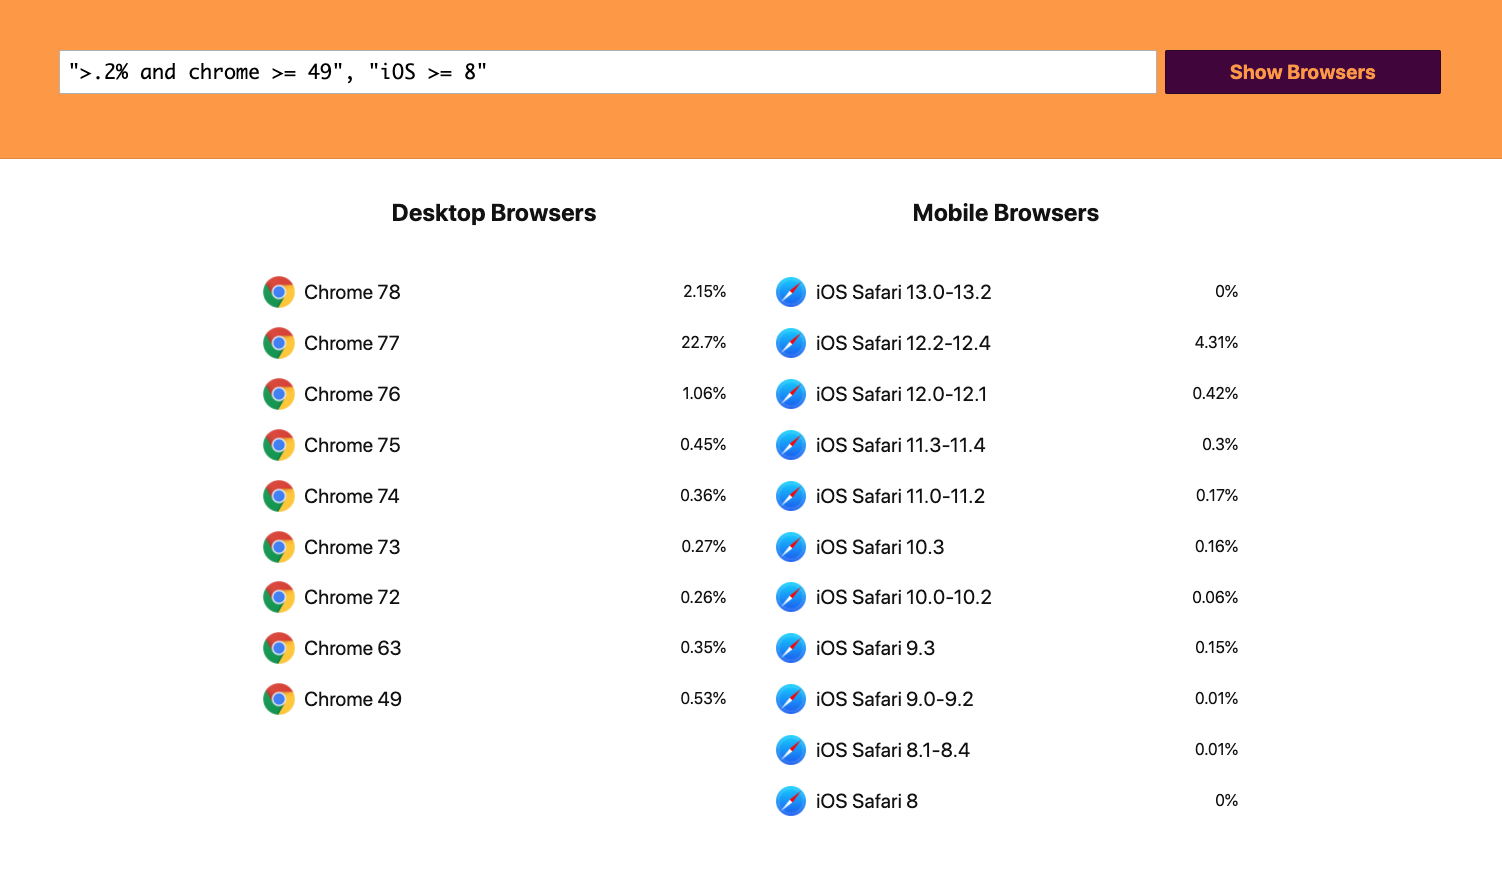 ">.2% and chrome >= 49", "iOS >= 8"
Show Browsers
Desktop Browsers
Chrome 78 2.15%
Chrome 77 22.7%
Chrome 76 1.06%
Chrome 75 0.45%
Chrome 74 0.36%
Chrome 73 0.27%
Chrome 72 0.26%
Chrome 63 0.35%
Chrome 49 0.53%
Mobile Browsers
iOS Safari 13.0-13.2 0%
iOS Safari 12.2-12.4 4.31%
iOS Safari 12.0-12.1 0.42%
iOS Safari 11.3-11.4 0.3%
iOS Safari 11.0-11.2 0.17%
iOS Safari 10.3 0.16%
iOS Safari 10.0-10.2 0.06%
iOS Safari 9.3 0.15%
iOS Safari 9.0-9.2 0.01%
iOS Safari 8.1-8.4 0.01%
iOS Safari 8 0%